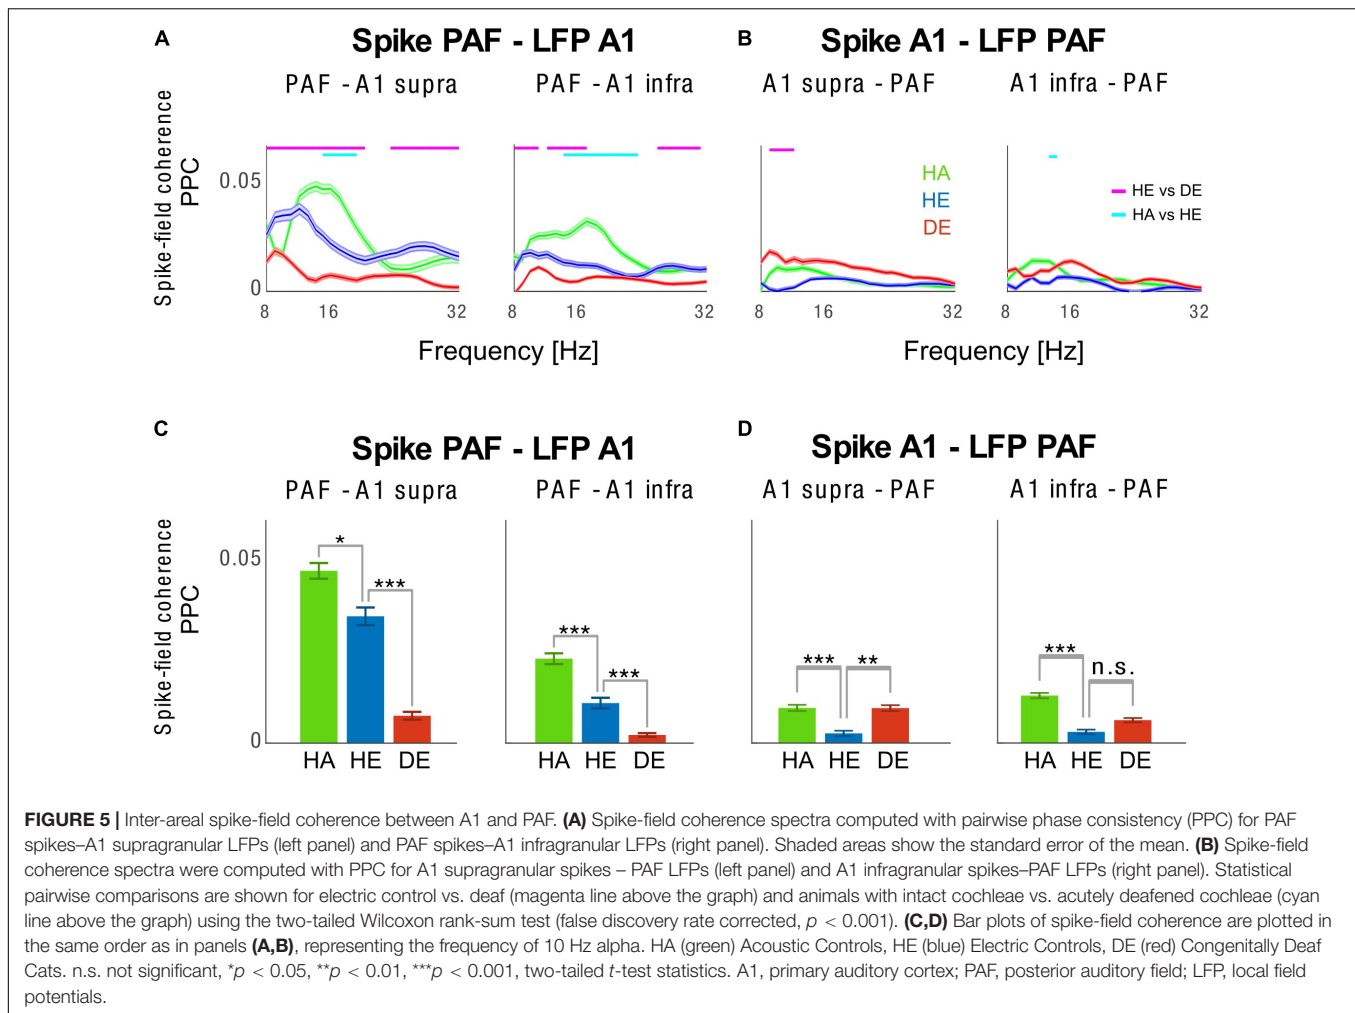 A
Spike PAF - LFP A1
B
Spike A1 - LFP PAF
PAF - A1 supra
PAF - A1 infra
A1 supra - PAF
A1 infra - PAF
Spike-field coherence
PPC
0.05
0
8
16
32
8
16
32
HA
HE
DE
HE vs DE
HA vs HE
8
16
32
8
16
32
Frequency [Hz]
Frequency [Hz]
C
Spike PAF - LFP A1
D
Spike A1 - LFP PAF
PAF - A1 supra
PAF - A1 infra
A1 supra - PAF
A1 infra - PAF
Spike-field coherence
PPC
0.05
0
*
***
***
***
***
**
***
n.s.
HA HE DE
HA HE DE
HA HE DE
HA HE DE
FIGURE 5 | Inter-areal spike-field coherence between A1 and PAF. (A) Spike-field coherence spectra computed with pairwise phase consistency (PPC) for PAF
spikes–A1 supragranular LFPs (left panel) and PAF spikes–A1 infragranular LFPs (right panel). Shaded areas show the standard error of the mean. (B) Spike-field
coherence spectra were computed with PPC for A1 supragranular spikes – PAF LFPs (left panel) and A1 infragranular spikes–PAF LFPs (right panel). Statistical
pairwise comparisons are shown for electric control vs. deaf (magenta line above the graph) and animals with intact cochleae vs. acutely deafened cochleae (cyan
line above the graph) using the two-tailed Wilcoxon rank-sum test (false discovery rate corrected, p < 0.001). (C,D) Bar plots of spike-field coherence are plotted in
the same order as in panels (A,B), representing the frequency of 10 Hz alpha. HA (green) Acoustic Controls, HE (blue) Electric Controls, DE (red) Congenitally Deaf
Cats. n.s. not significant, *p < 0.05, **p < 0.01, ***p < 0.001, two-tailed t-test statistics. A1, primary auditory cortex; PAF, posterior auditory field; LFP, local field
potentials.